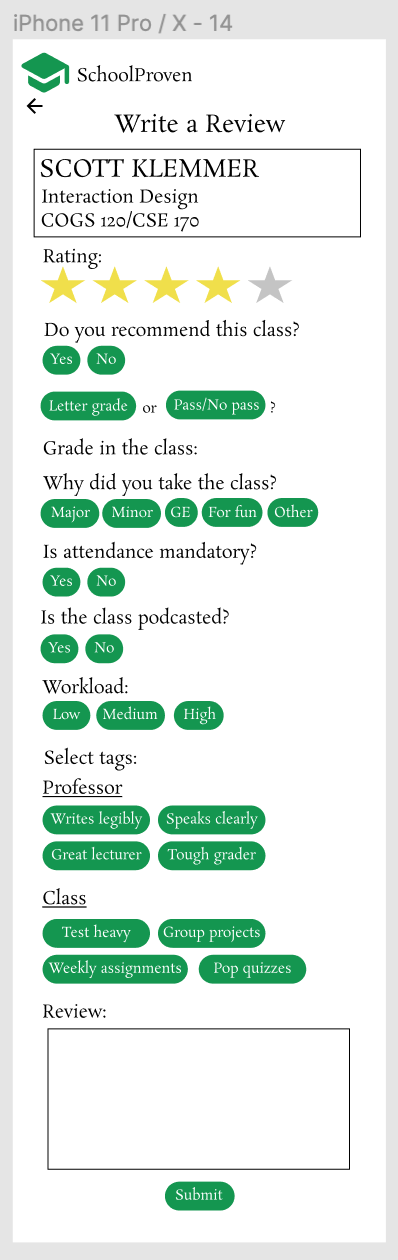 iPhone 11 Pro / X - 14
SchoolProven
Write a Review
SCOTT KLEMMER
Interaction Design
COGS 120/CSE 170
Rating:
Do you recommend this class?
Yes No
Letter grade or Pass/No pass ?
Grade in the class:
Why did you take the class?
Major Minor GE For fun Other
Is attendance mandatory?
Yes No
Is the class podcasted?
Yes No
Workload:
Low Medium High
Select tags:
Professor
Writes legibly Speaks clearly
Great lecturer Tough grader
Class
Test heavy Group projects
Weekly assignments Pop quizzes
Review:
Submit